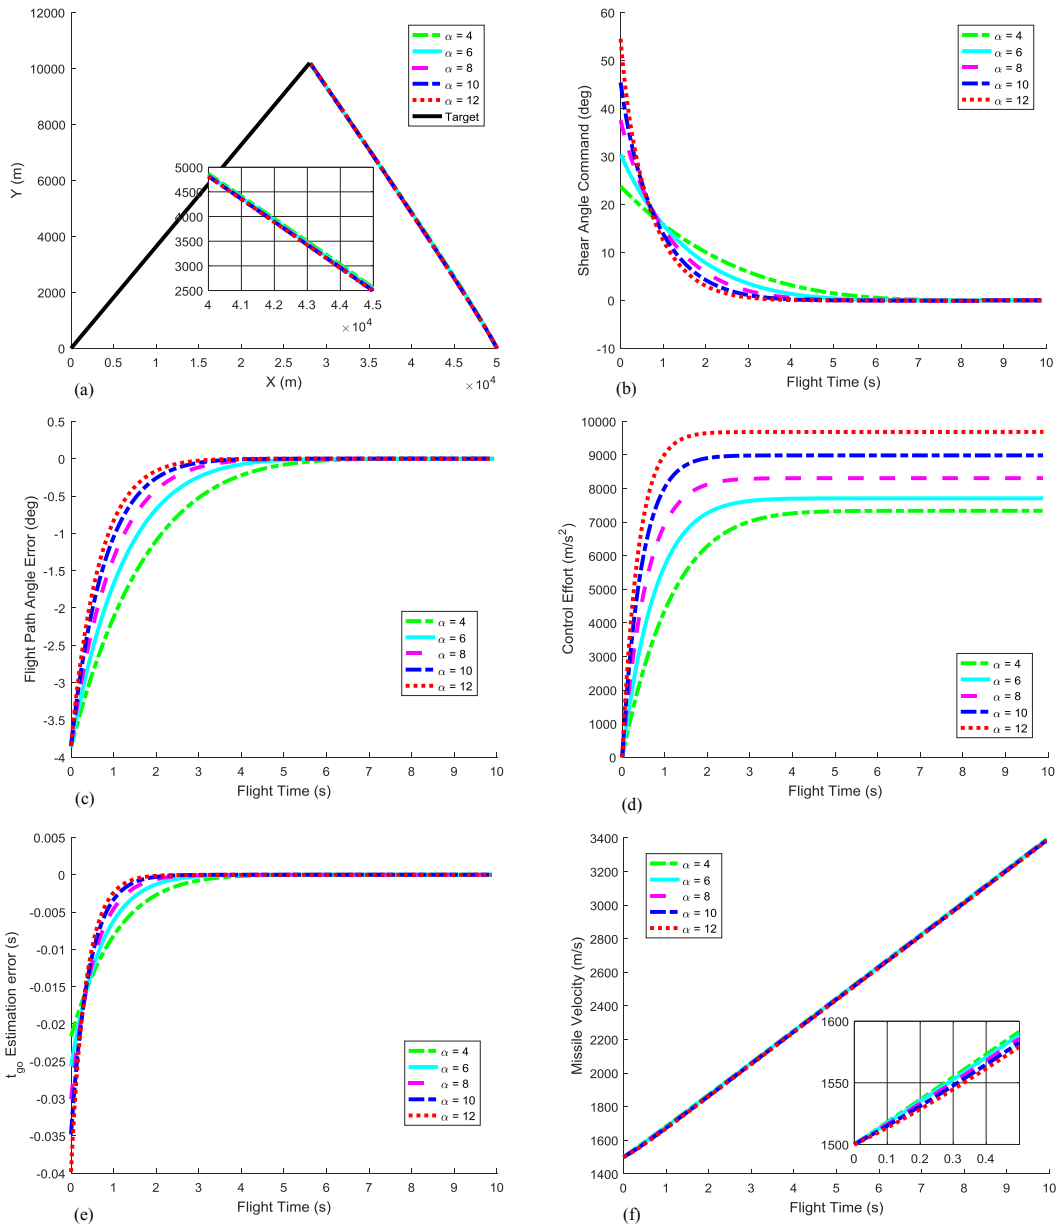 12000
10000
8000
6000
4000
2000
0
Y (m)
α = 4
α = 6
α = 8
α = 10
α = 12
Target
5000
4500
4000
3500
3000
2500
4 4.1 4.2 4.3 4.4 4.5
×10⁴
0 0.5 1 1.5 2 2.5 3 3.5 4 4.5 5
X (m)
×10⁴
(a)
60
50
40
30
20
10
0
-10
Shear Angle Command (deg)
α = 4
α = 6
α = 8
α = 10
α = 12
0 1 2 3 4 5 6 7 8 9 10
Flight Time (s)
(b)
0.5
0
-0.5
-1
-1.5
-2
-2.5
-3
-3.5
-4
Flight Path Angle Error (deg)
α = 4
α = 6
α = 8
α = 10
α = 12
0 1 2 3 4 5 6 7 8 9 10
Flight Time (s)
(c)
10000
9000
8000
7000
6000
5000
4000
3000
2000
1000
0
Control Effort (m/s²)
α = 4
α = 6
α = 8
α = 10
α = 12
0 1 2 3 4 5 6 7 8 9 10
Flight Time (s)
(d)
0.005
0
-0.005
-0.01
-0.015
-0.02
-0.025
-0.03
-0.035
-0.04
t_go Estimation error (s)
α = 4
α = 6
α = 8
α = 10
α = 12
0 1 2 3 4 5 6 7 8 9 10
Flight Time (s)
(e)
3400
3200
3000
2800
2600
2400
2200
2000
1800
1600
1400
Missile Velocity (m/s)
α = 4
α = 6
α = 8
α = 10
α = 12
1600
1550
1500
0 0.1 0.2 0.3 0.4
0 1 2 3 4 5 6 7 8 9 10
Flight Time (s)
(f)